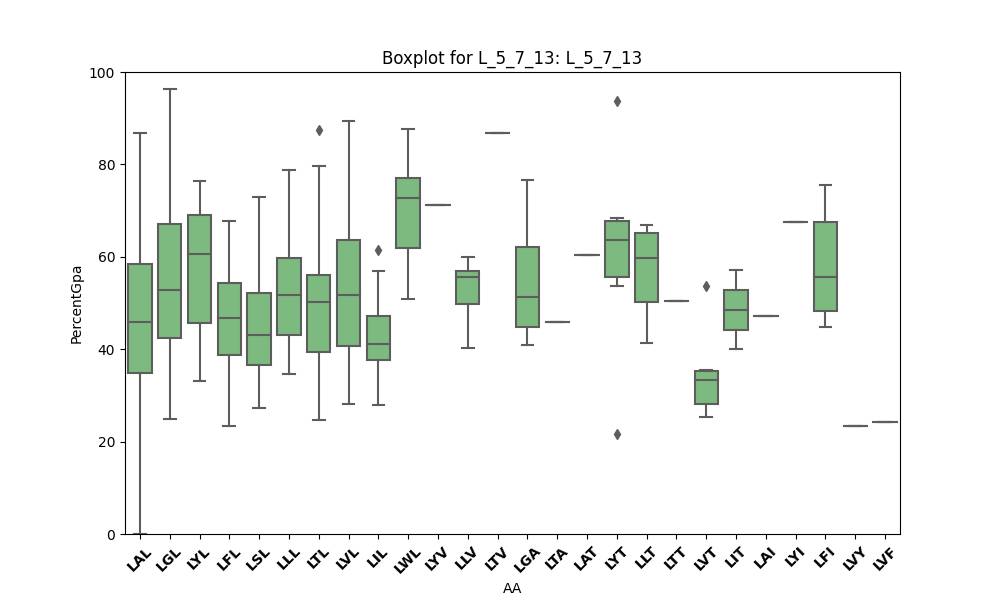 Boxplot for L_5_7_13: L_5_7_13
100
80
60
40
20
0
PercentGpa
LAL LGL LYL LFL LSL LLL LTL LVL LIL LWL LYV LLV LTV LGA LTA LAT LYT LLT LTT LVT LIT LAI LYI LFI LVY LVF
AA